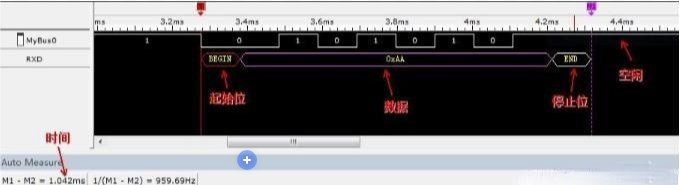 ms 3.2ms 3.4ms 3.6ms 3.8ms 4ms 4.2ms 4.4ms
MyBus0 1 0 1 0 1 0 1 0
RXD BEGIN 0xAA END
起始位 数据 停止位 空闲
时间
Auto Measure
M1 - M2 = 1.042ms 1/(M1 - M2) = 959.69Hz